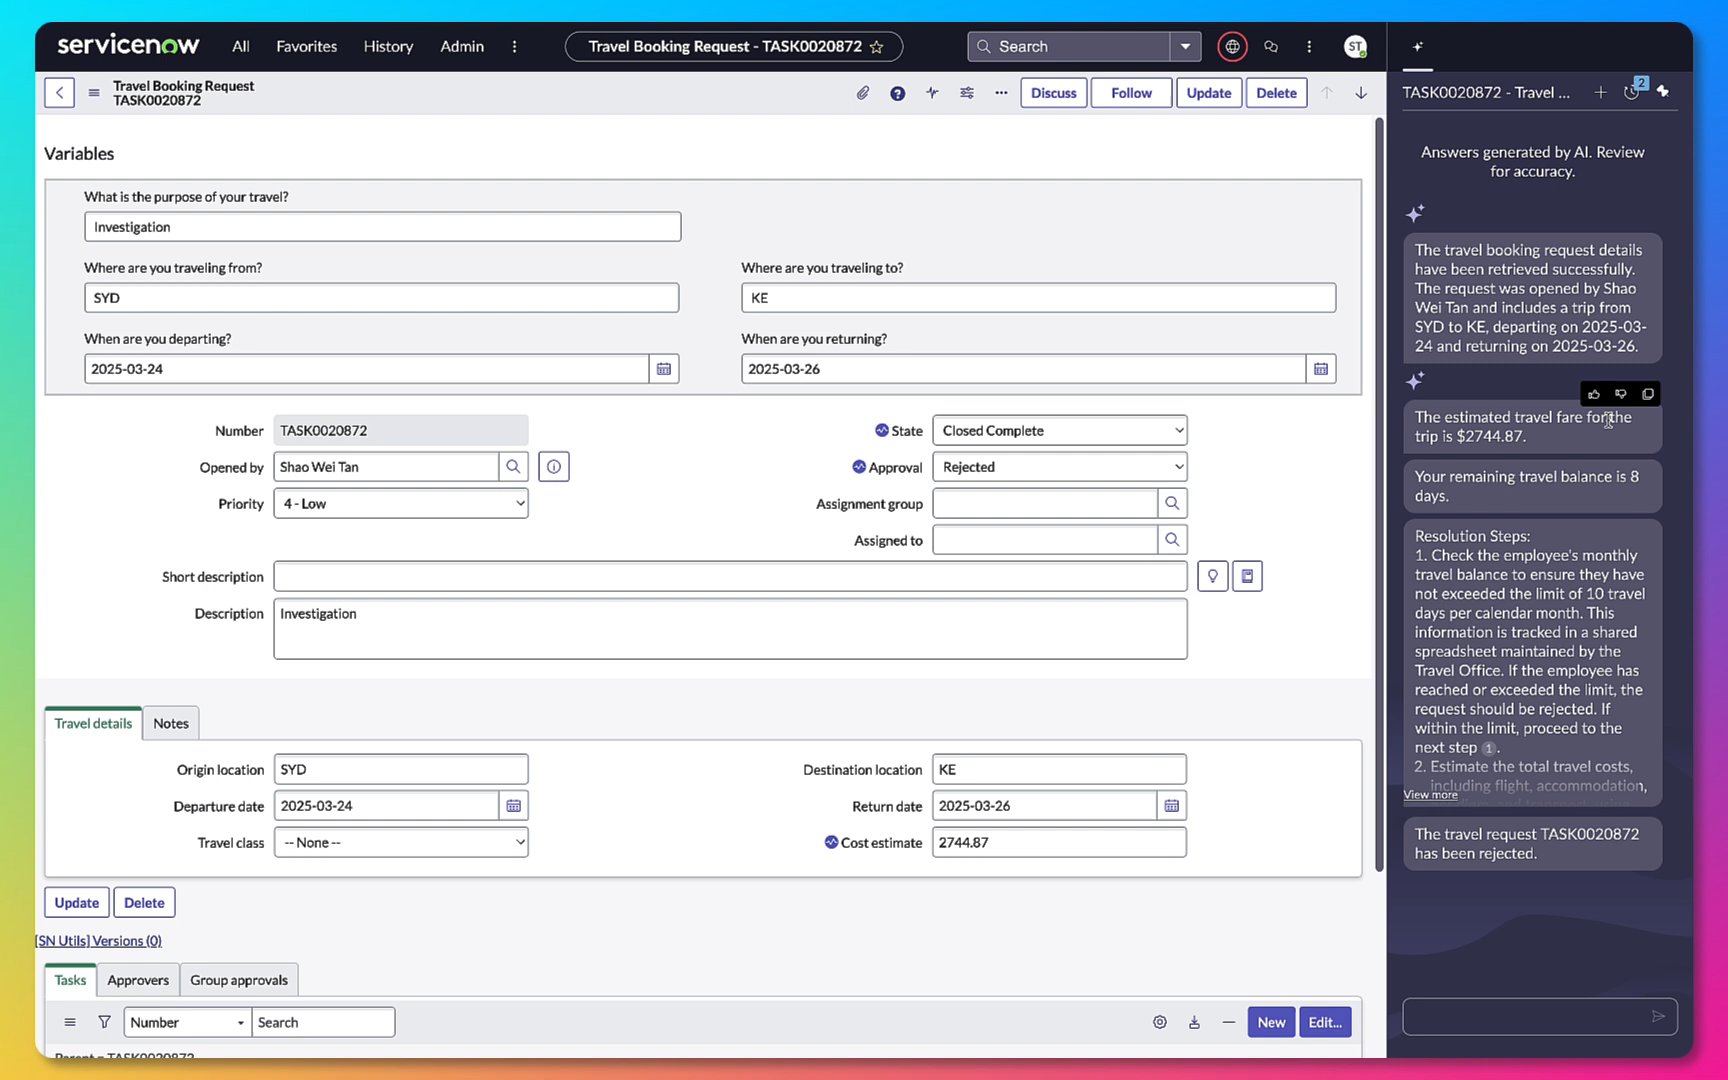 servicenow
All
Favorites
History
Admin
Travel Booking Request - TASK0020872
Search
ST
Travel Booking Request
TASK0020872
Discuss
Follow
Update
Delete
TASK0020872 - Travel ...
2
Variables
What is the purpose of your travel?
Investigation
Where are you traveling from?
SYD
Where are you traveling to?
KE
When are you departing?
2025-03-24
When are you returning?
2025-03-26
Number
TASK0020872
Opened by
Shao Wei Tan
Priority
4 - Low
State
Closed Complete
Approval
Rejected
Assignment group
Assigned to
Short description
Description
Investigation
Travel details
Notes
Origin location
SYD
Departure date
2025-03-24
Travel class
-- None --
Destination location
KE
Return date
2025-03-26
Cost estimate
2744.87
Update
Delete
[SN Utils] Versions (0)
Tasks
Approvers
Group approvals
Number
Search
New
Edit...
Parent = TASK0020872
Answers generated by AI. Review
for accuracy.
The travel booking request details
have been retrieved successfully.
The request was opened by Shao
Wei Tan and includes a trip from
SYD to KE, departing on 2025-03-
24 and returning on 2025-03-26.
The estimated travel fare for the
trip is $2744.87.
Your remaining travel balance is 8
days.
Resolution Steps:
1. Check the employee's monthly
travel balance to ensure they have
not exceeded the limit of 10 travel
days per calendar month. This
information is tracked in a shared
spreadsheet maintained by the
Travel Office. If the employee has
reached or exceeded the limit, the
request should be rejected. If
within the limit, proceed to the
next step 1.
2. Estimate the total travel costs,
including flight, accommodation,
View more
The travel request TASK0020872
has been rejected.